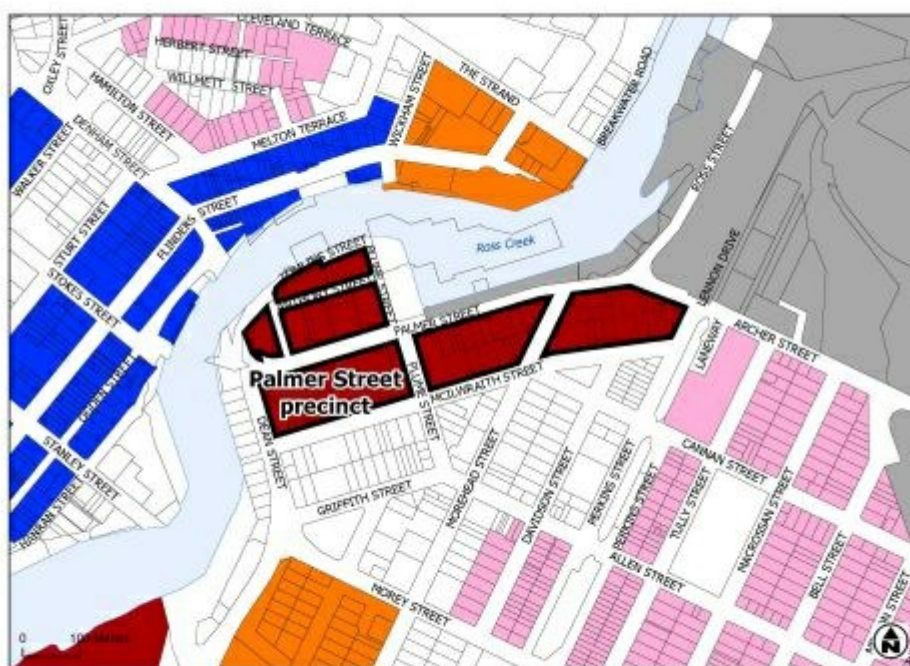 CLEVELAND TERRACE
OXLEY STREET
HERBERT STREET
WILLMETT STREET
HAMILTON STREET
DENHAM STREET
WALKER STREET
MELTON TERRACE
WICKHAM STREET
THE STRAND
BREAKWATER ROAD
ROSS STREET
STURT STREET
FLINDERS STREET
STOKES STREET
Ross Creek
LENNON DRIVE
PALMER STREET
ARCHER STREET
LANEWAY
OGDEN STREET
Palmer Street
precinct
PLUME STREET
MCILWRAITH STREET
DEAN STREET
STANLEY STREET
CANNAN STREET
MOREHEAD STREET
GRIFFITH STREET
DAVIDSON STREET
PERKINS STREET
PERKINS STREET
TULLY STREET
MACROSSAN STREET
BELL STREET
ALLEN STREET
MOREY STREET
0
N